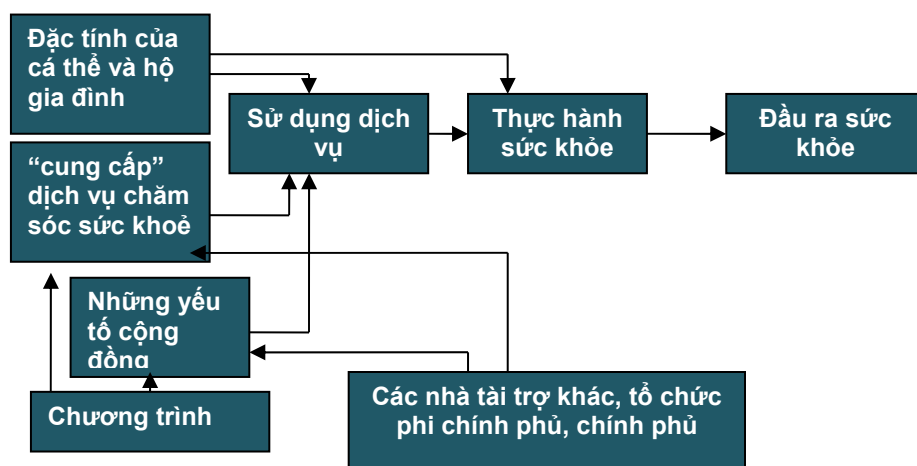 Đặc tính của
cá thể và hộ
gia đình
Sử dụng dịch
vụ
Thực hành
sức khỏe
Đầu ra sức
khỏe
“cung cấp”
dịch vụ chăm
sóc sức khoẻ
Những yếu
tố cộng
đồng
Chương trình
Các nhà tài trợ khác, tổ chức
phi chính phủ, chính phủ